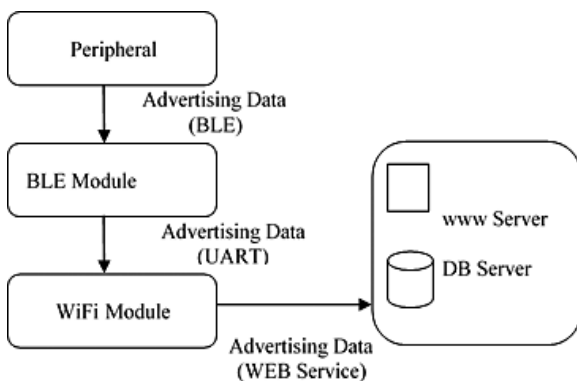 Peripheral
Advertising Data
(BLE)
BLE Module
Advertising Data
(UART)
WiFi Module
Advertising Data
(WEB Service)
www Server
DB Server